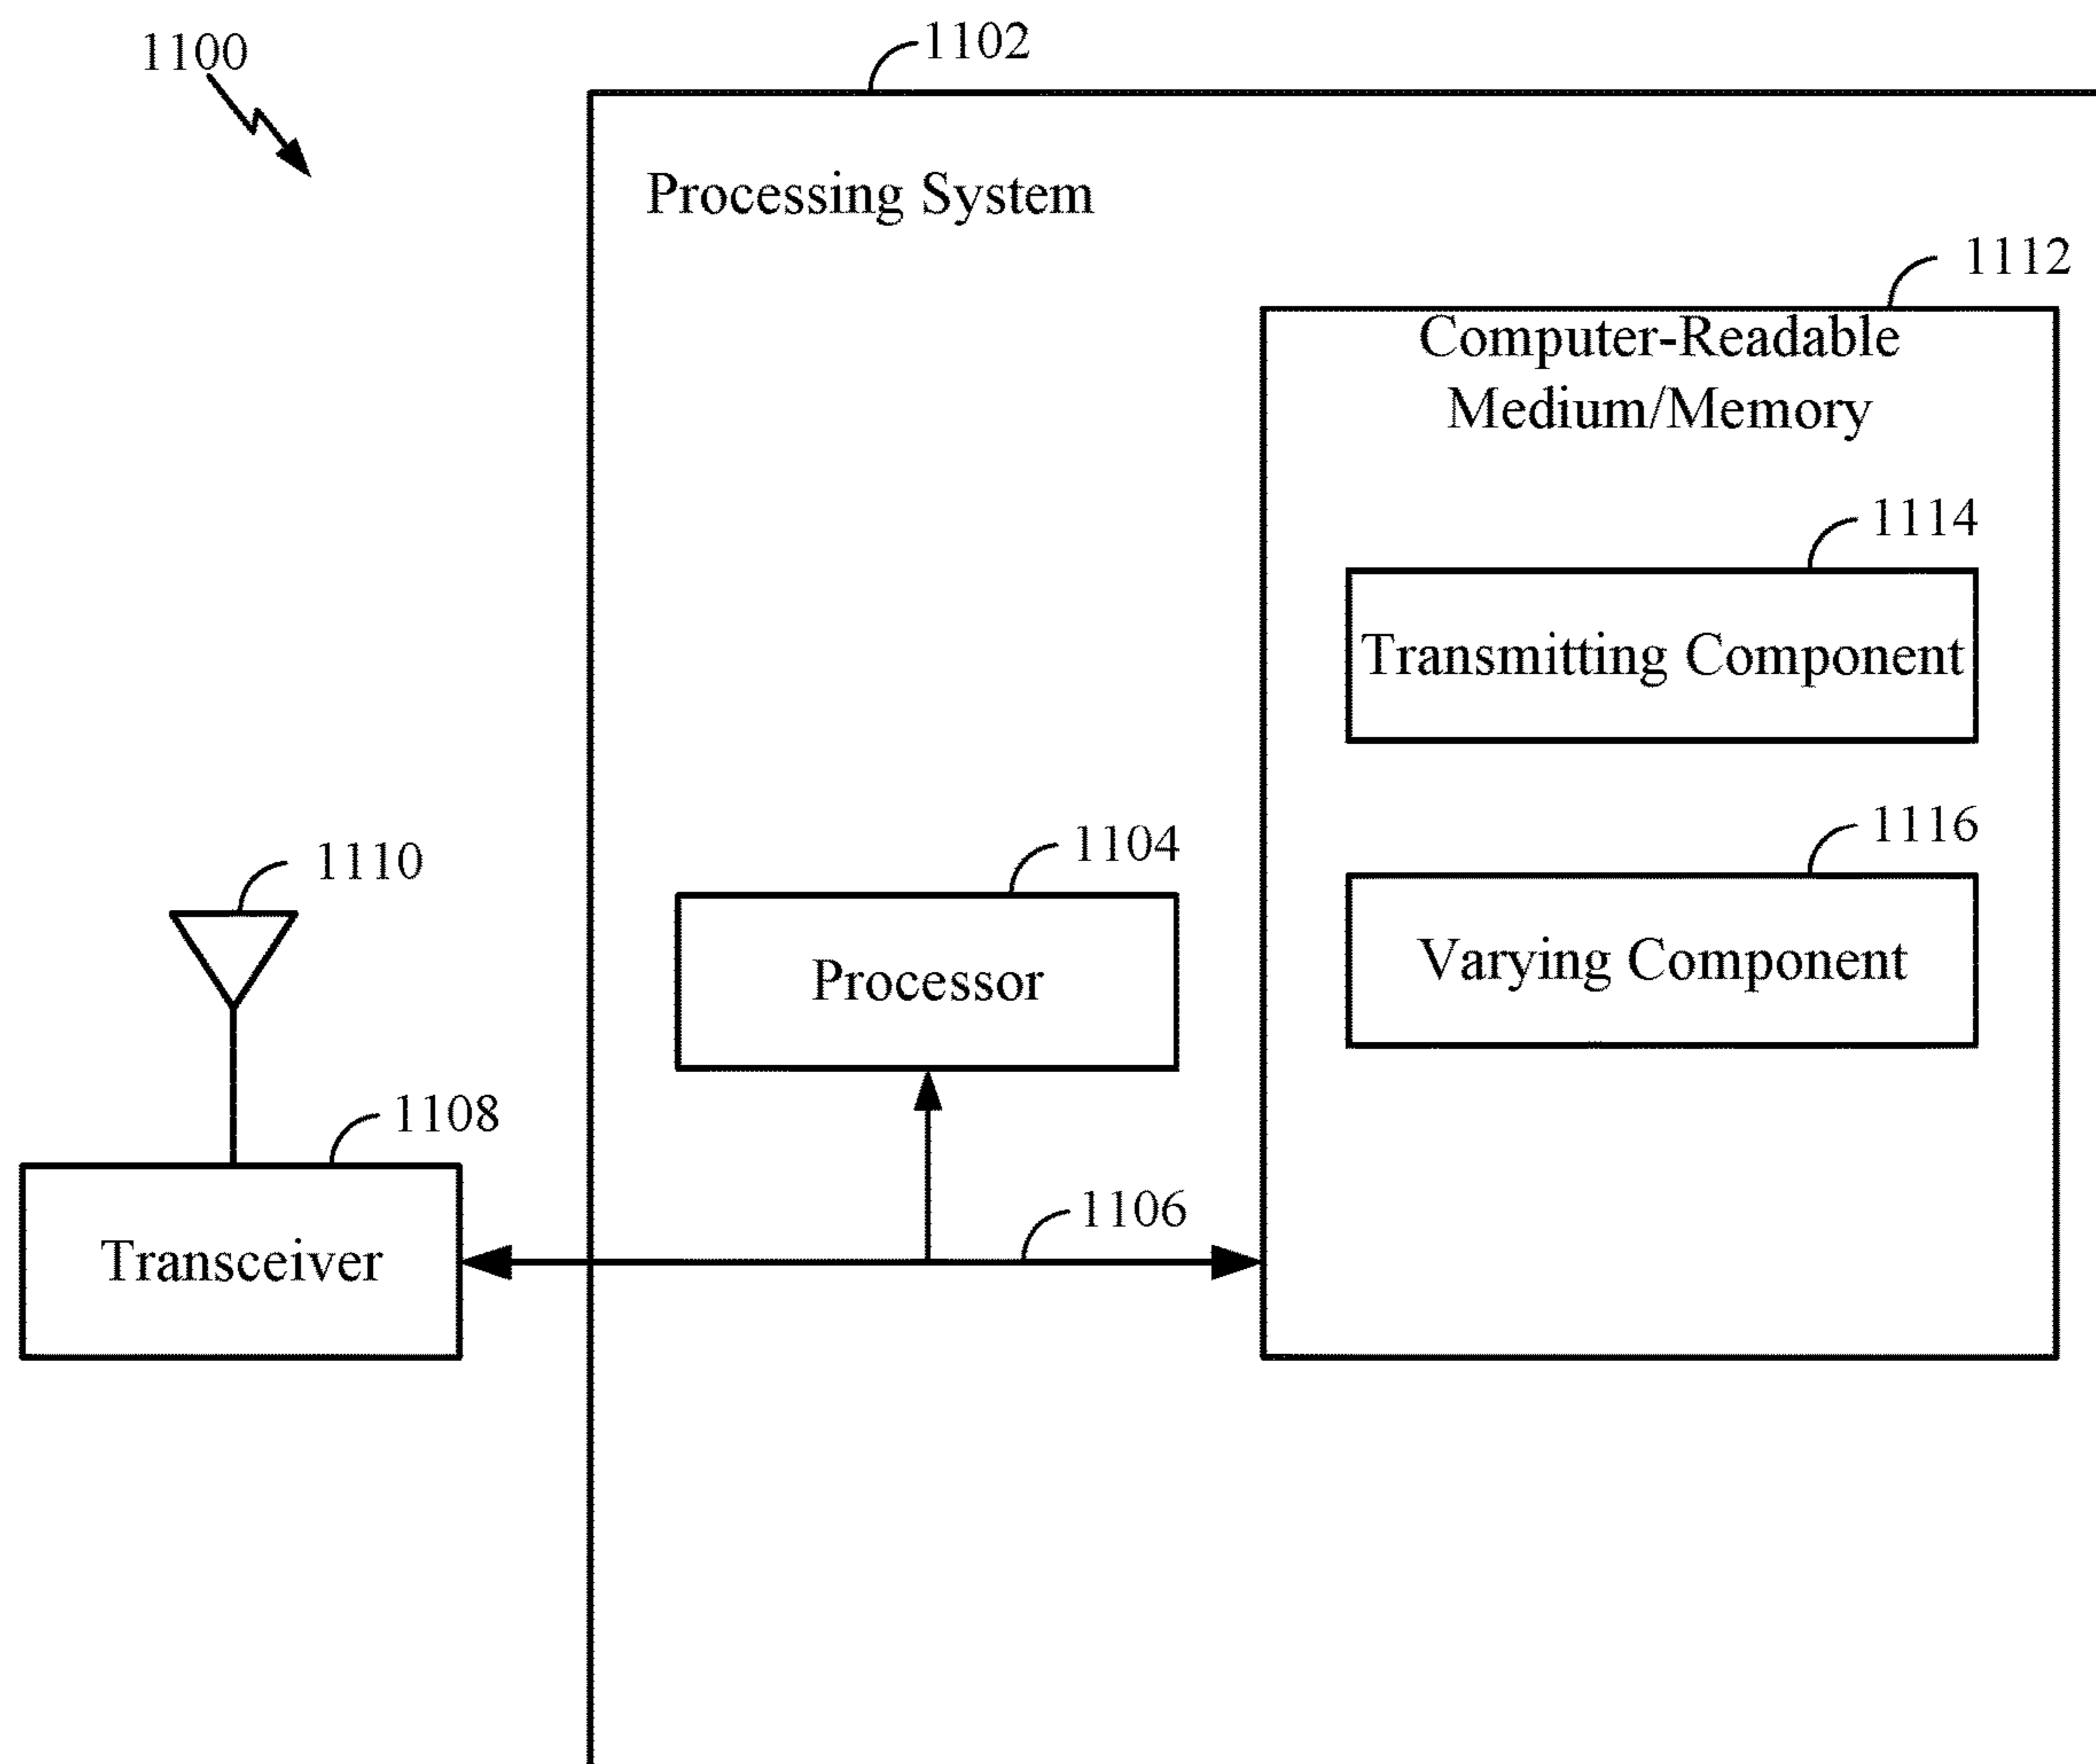 1100
1102
Processing System
1112
Computer-Readable
Medium/Memory
1114
Transmitting Component
1116
Varying Component
1104
Processor
1110
1108
Transceiver
1106